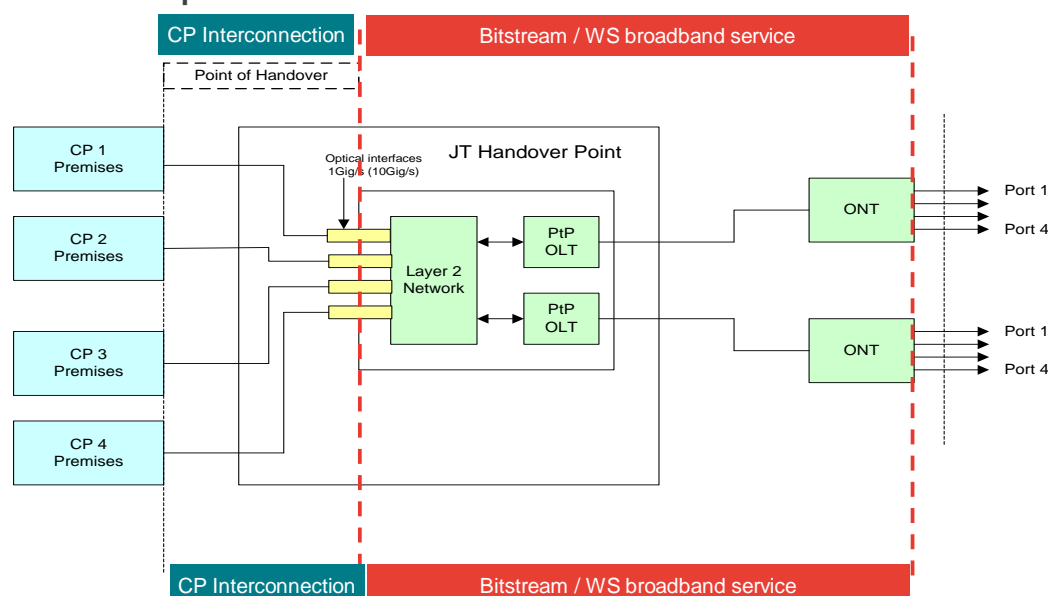 CP Interconnection
Bitstream / WS broadband service
Point of Handover
CP 1
Premises
Optical interfaces
1Gig/s (10Gig/s)
JT Handover Point
CP 2
Premises
Layer 2
Network
PtP
OLT
ONT
Port 1
Port 4
CP 3
Premises
PtP
OLT
ONT
Port 1
Port 4
CP 4
Premises
CP Interconnection
Bitstream / WS broadband service